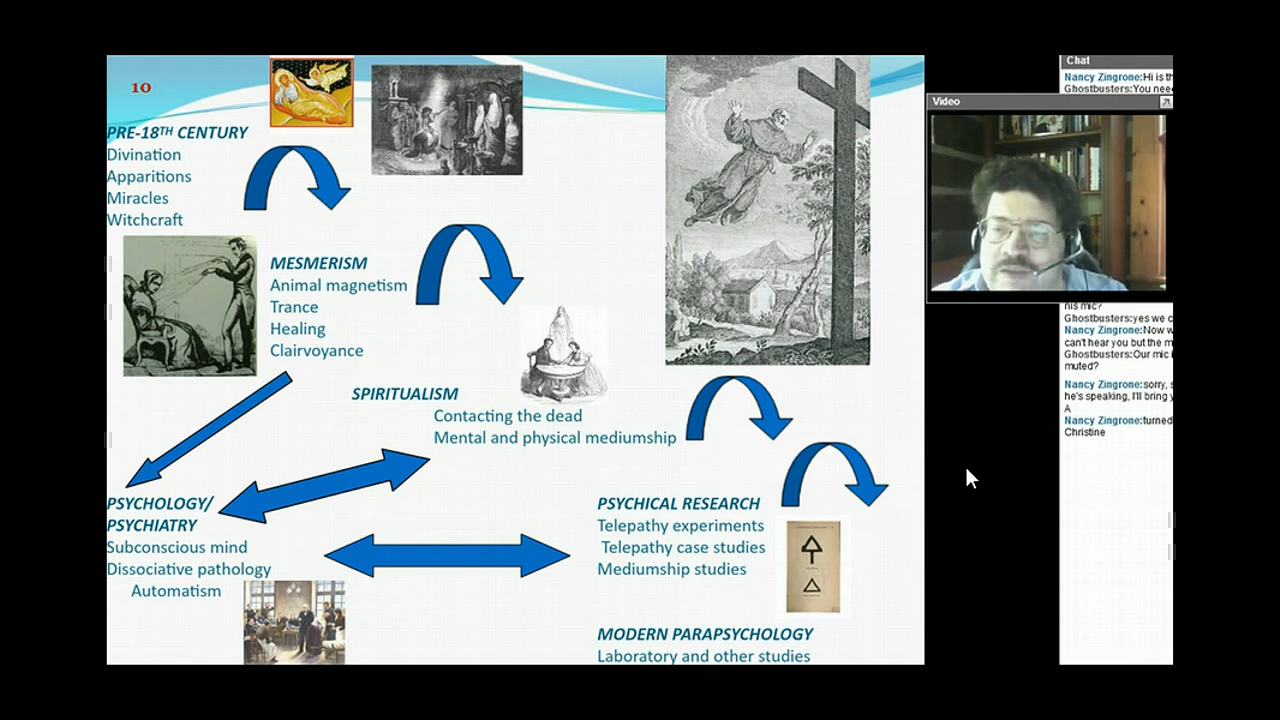 10
PRE-18TH CENTURY
Divination
Apparitions
Miracles
Witchcraft
MESMERISM
Animal magnetism
Trance
Healing
Clairvoyance
SPIRITUALISM
Contacting the dead
Mental and physical mediumship
PSYCHOLOGY/
PSYCHIATRY
Subconscious mind
Dissociative pathology
Automatism
PSYCHICAL RESEARCH
Telepathy experiments
Telepathy case studies
Mediumship studies
MODERN PARAPSYCHOLOGY
Laboratory and other studies
Chat
Nancy Zingrone:Hi is th
Ghostbusters:You nee
Video
his mic?
Ghostbusters:yes we c
Nancy Zingrone:Now w
can't hear you but the m
Ghostbusters:Our mic
muted?
Nancy Zingrone:sorry, s
he's speaking, I'll bring y
A
Nancy Zingrone:turned
Christine